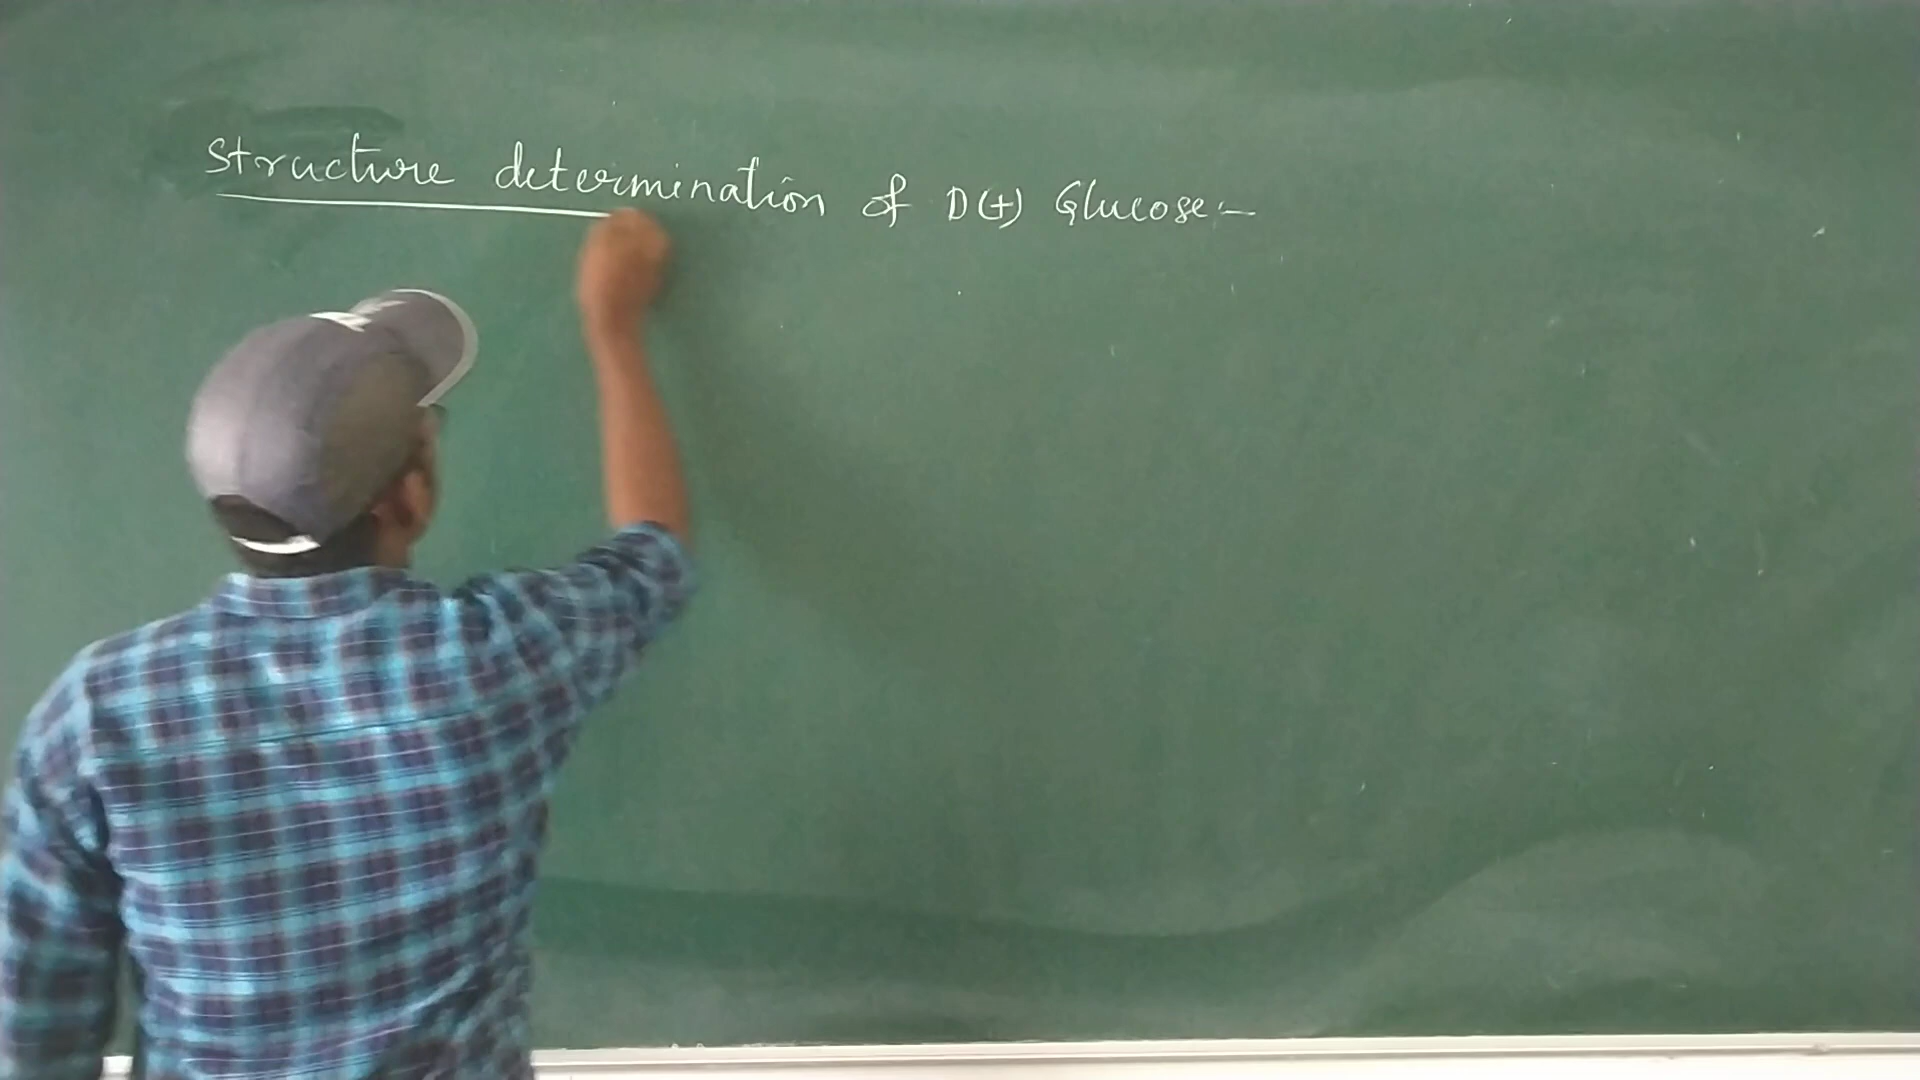 Structure determination of D(+) Glucose:-